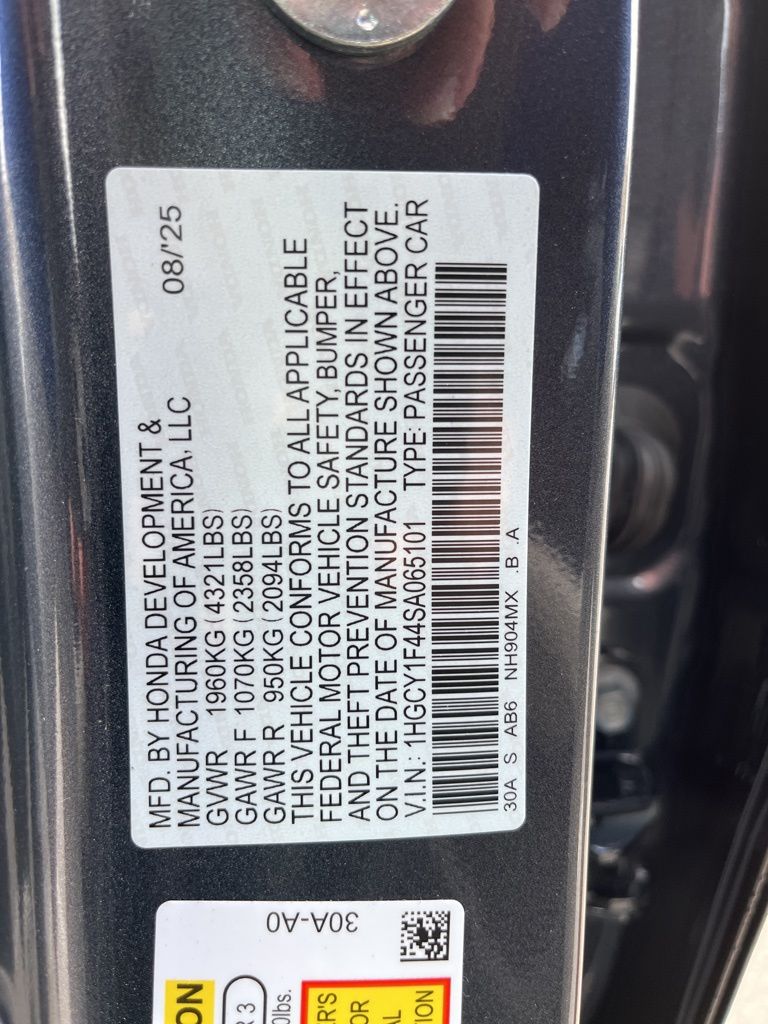 MFD. BY HONDA DEVELOPMENT &
MANUFACTURING OF AMERICA, LLC 08/'25
GVWR 1960KG (4321LBS)
GAWR F 1070KG (2358LBS)
GAWR R 950KG (2094LBS)
THIS VEHICLE CONFORMS TO ALL APPLICABLE
FEDERAL MOTOR VEHICLE SAFETY, BUMPER,
AND THEFT PREVENTION STANDARDS IN EFFECT
ON THE DATE OF MANUFACTURE SHOWN ABOVE.
V.I.N.: 1HGCY1F44SA065101 TYPE: PASSENGER CAR
30A S AB6 NH904MX .B .A
30A-A0